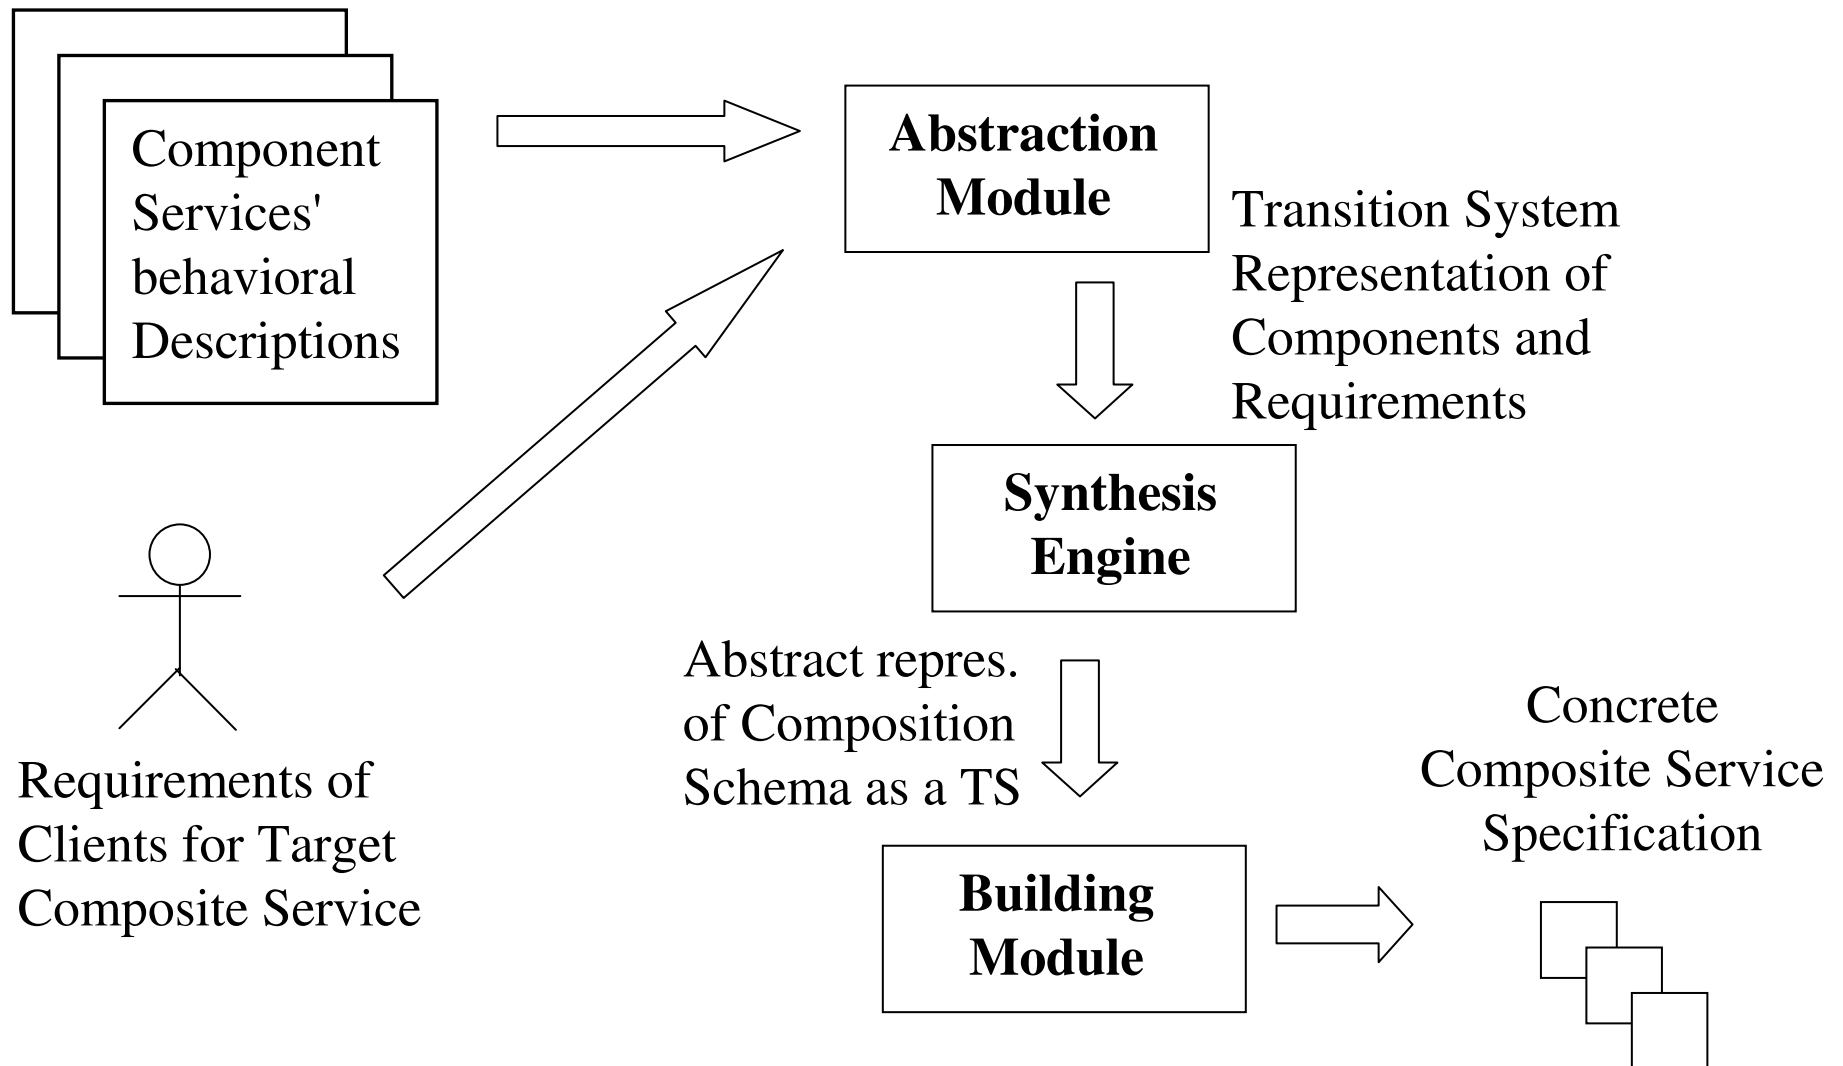 Component
Services'
behavioral
Descriptions
Abstraction
Module
Transition System
Representation of
Components and
Requirements
Synthesis
Engine
Requirements of
Clients for Target
Composite Service
Abstract repres.
of Composition
Schema as a TS
Building
Module
Concrete
Composite Service
Specification